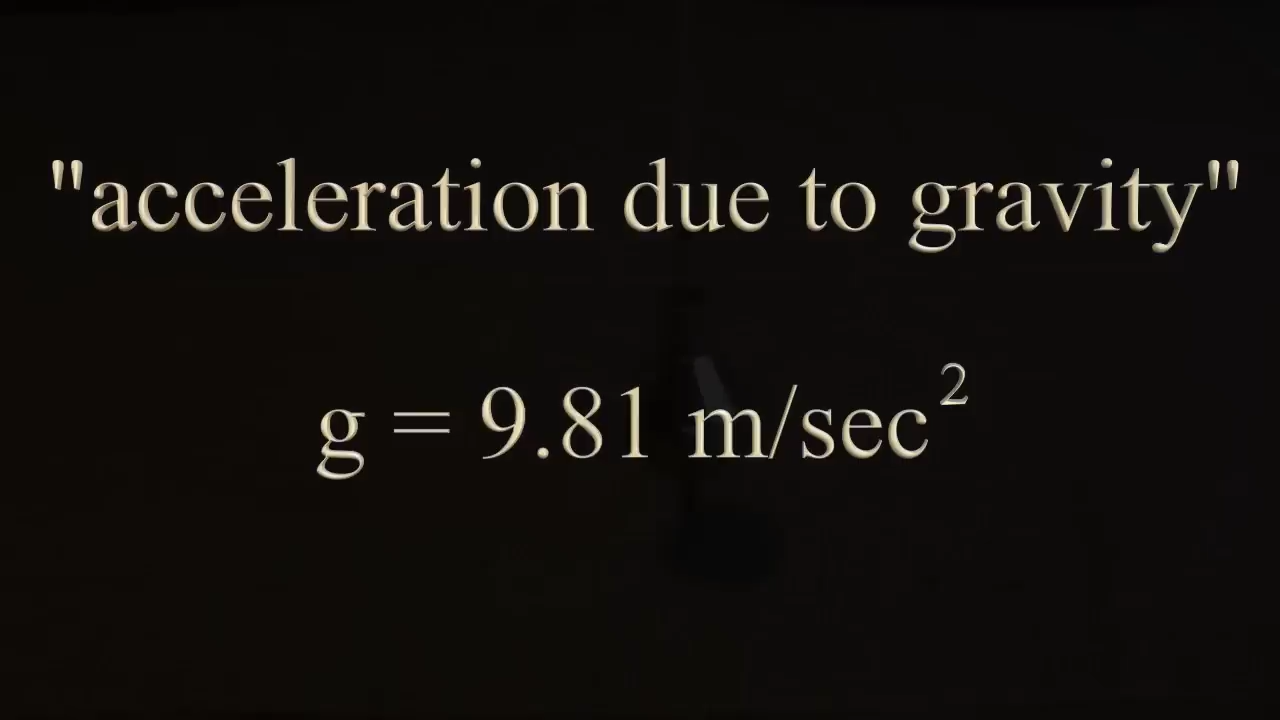 "acceleration due to gravity"
g = 9.81 m/sec²